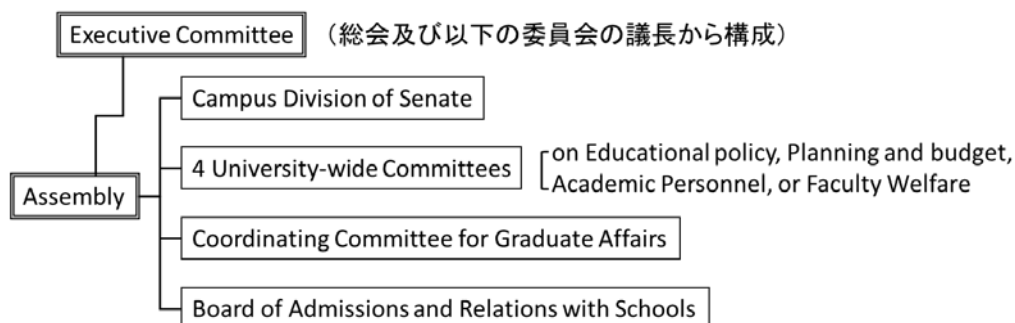 Executive Committee （総会及び以下の委員会の議長から構成）
Campus Division of Senate
4 University-wide Committees
on Educational policy, Planning and budget,
Academic Personnel, or Faculty Welfare
Assembly
Coordinating Committee for Graduate Affairs
Board of Admissions and Relations with Schools